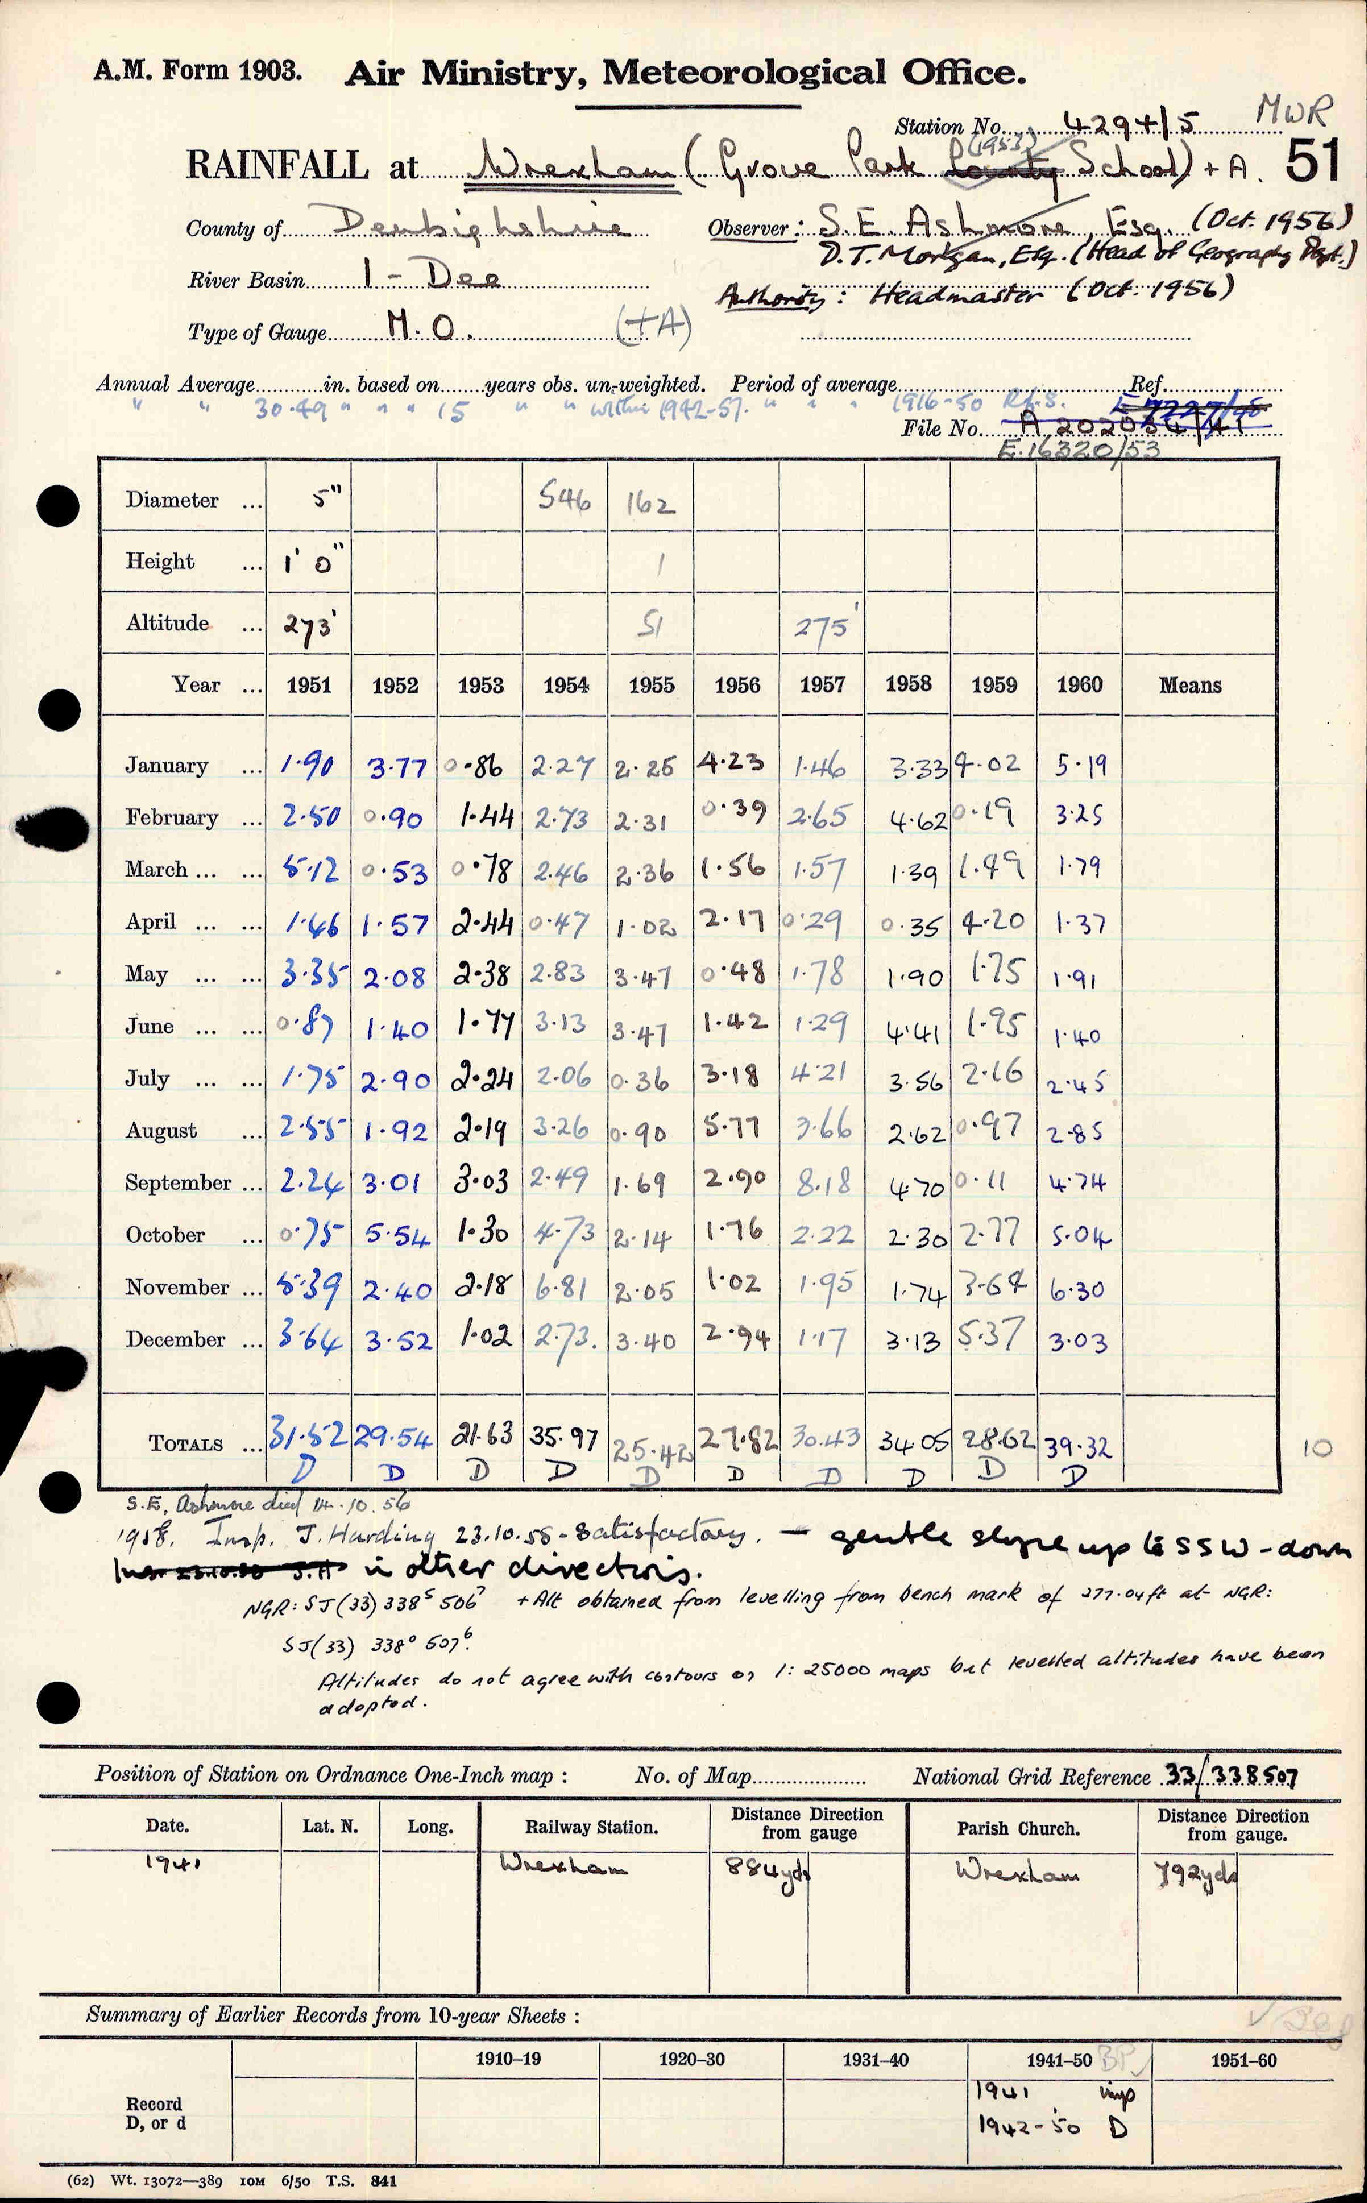 A.M. Form 1903. Air Ministry, Meteorological Office.
MWR
Station No. 4294/5
(1953)
RAINFALL at Wrexham (Grove Park County School) + A. 51
County of Denbighshire Observer: S.E. Ashmore, Esq. (Oct. 1956)
D.T. Morgan, Esq. (Head of Geography Dept.)
River Basin 1 - Dee
Authority: Headmaster (Oct. 1956)
Type of Gauge M.O. (+A)
Annual Average in. based on years obs. un-weighted. Period of average Ref.
" " 30.49 " " " 15 " " within 1942-57. " " " 1916-50
File No. A 202034/41
E.16320/53
Diameter ... 5" 546 162
Height ... 1' 0" 1
Altitude ... 273' 51 275'
Year ... 1951 1952 1953 1954 1955 1956 1957 1958 1959 1960 Means
January ... 1.90 3.77 0.86 2.27 2.25 4.23 1.46 3.33 4.02 5.19
February ... 2.50 0.90 1.44 2.73 2.31 0.39 2.65 4.62 0.19 3.25
March ... ... 5.12 0.53 0.78 2.46 2.36 1.56 1.57 1.39 1.49 1.79
April ... ... 1.46 1.57 2.44 0.47 1.02 2.17 0.29 0.35 4.20 1.37
May ... ... 3.35 2.08 2.38 2.83 3.47 0.48 1.78 1.90 1.75 1.91
June ... ... 0.87 1.40 1.77 3.13 3.47 1.42 1.29 4.41 1.95 1.40
July ... ... 1.75 2.90 2.24 2.06 0.36 3.18 4.21 3.56 2.16 2.45
August ... 2.55 1.92 2.19 3.26 0.90 5.77 3.66 2.62 0.97 2.85
September ... 2.24 3.01 3.03 2.49 1.69 2.90 8.18 4.70 0.11 4.74
October ... 0.75 5.54 1.30 4.73 2.14 1.76 2.22 2.30 2.77 5.04
November ... 5.39 2.40 2.18 6.81 2.05 1.02 1.95 1.74 3.64 6.30
December ... 3.64 3.52 1.02 2.73. 3.40 2.94 1.17 3.13 5.37 3.03
TOTALS ... 31.52 29.54 21.63 35.97 25.42 27.82 30.43 34.05 28.62 39.32 10
D D D D D D D D D D
S.E. Ashmore died 14.10.56
1958. Insp. J. Harding 23.10.58 - Satisfactory. - gentle slope up to SSW - down
in other directions.
NGR: SJ(33) 338⁵ 506⁷ + Alt obtained from levelling from bench mark of 277.04ft at NGR:
SJ(33) 338⁰ 507⁶.
Altitudes do not agree with contours on 1:25000 maps but levelled altitudes have been
adopted.
Position of Station on Ordnance One-Inch map : No. of Map National Grid Reference 33/338507
Date. Lat. N. Long. Railway Station. Distance Direction from gauge Parish Church. Distance Direction from gauge.
1941 Wrexham 884yds Wrexham 792yds
Summary of Earlier Records from 10-year Sheets :
1910–19 1920–30 1931–40 1941–50 1951–60
Record
D, or d
1941 imp
1942-50 D
(62) Wt. 13072—389 10M 6/50 T.S. 841